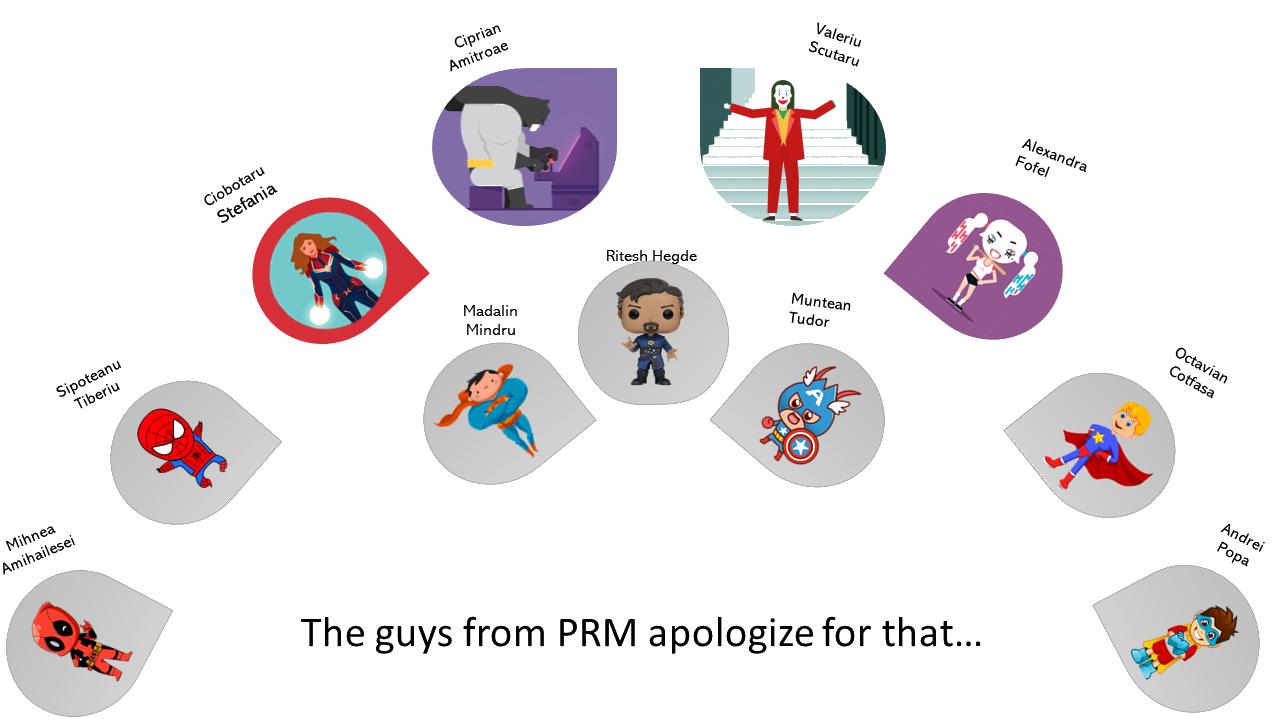 Ciprian
Amitroae
Valeriu
Scutaru
Ciobotaru
Stefania
Alexandra
Fofel
Ritesh Hegde
Madalin
Mindru
Muntean
Tudor
Sipoteanu
Tiberiu
Octavian
Cotfasa
Mihnea
Amihailesei
Andrei
Popa
A
The guys from PRM apologize for that...